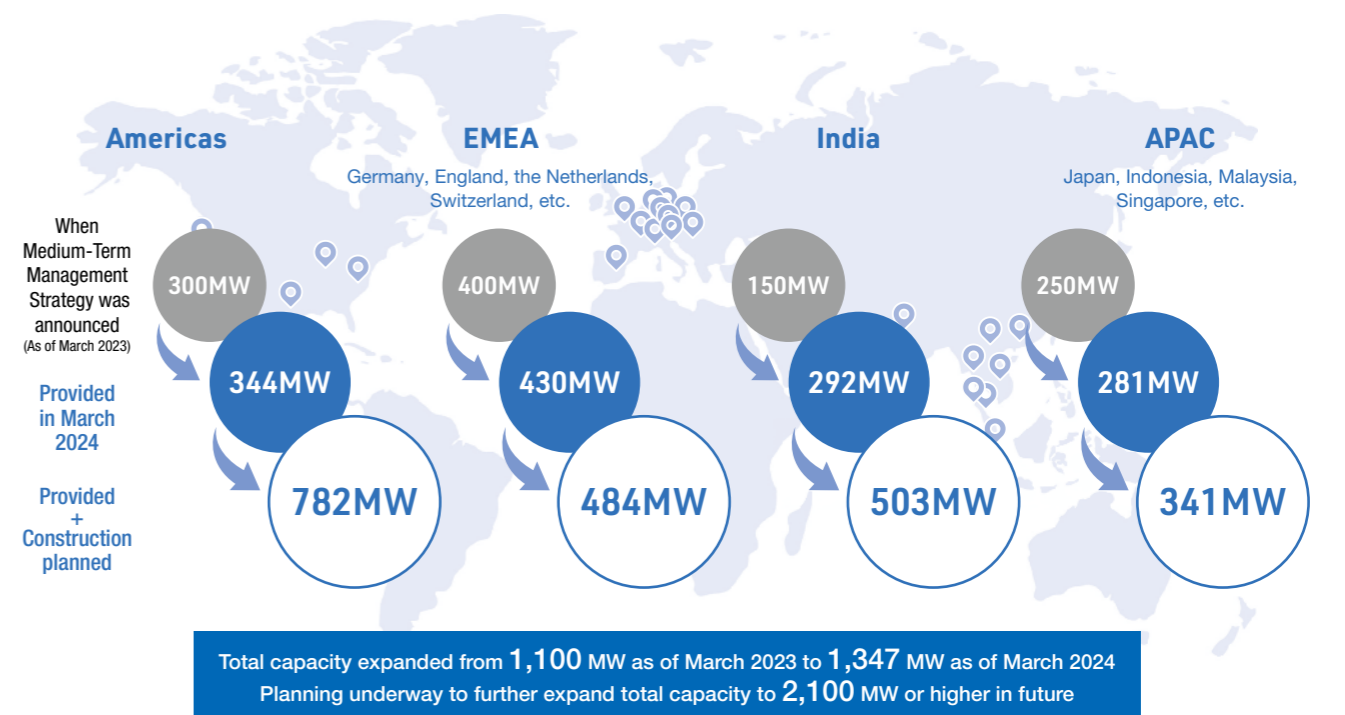 Americas
EMEA
Germany, England, the Netherlands,
Switzerland, etc.
India
APAC
Japan, Indonesia, Malaysia,
Singapore, etc.
When
Medium-Term
Management
Strategy was
announced
(As of March 2023)
300MW
400MW
150MW
250MW
Provided
in March
2024
344MW
430MW
292MW
281MW
Provided
+
Construction
planned
782MW
484MW
503MW
341MW
Total capacity expanded from 1,100 MW as of March 2023 to 1,347 MW as of March 2024
Planning underway to further expand total capacity to 2,100 MW or higher in future